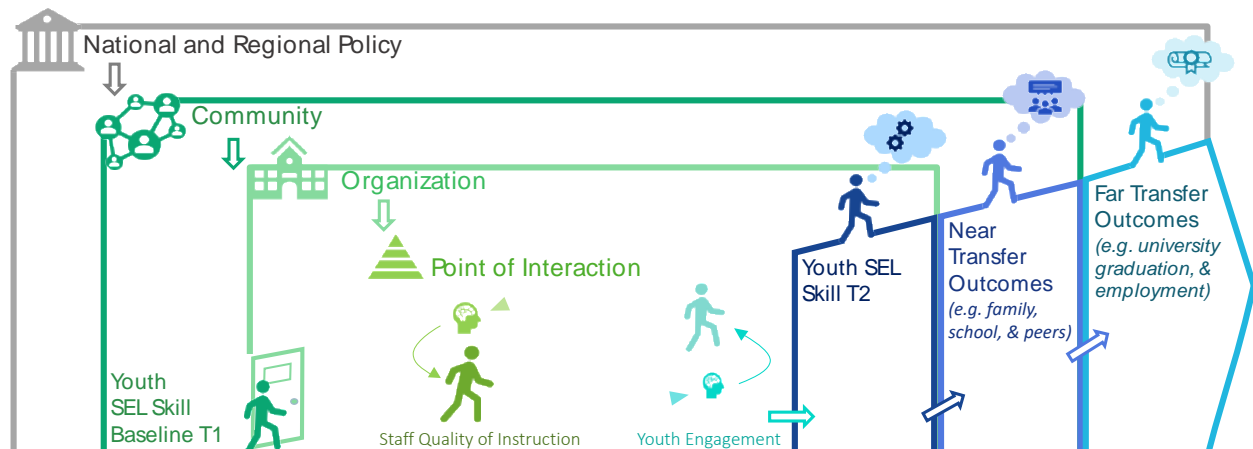 National and Regional Policy
Community
Organization
Point of Interaction
Youth
SEL Skill
Baseline T1
Staff Quality of Instruction
Youth Engagement
Youth SEL
Skill T2
Near
Transfer
Outcomes
(e.g. family,
school, & peers)
Far Transfer
Outcomes
(e.g. university
graduation, &
employment)